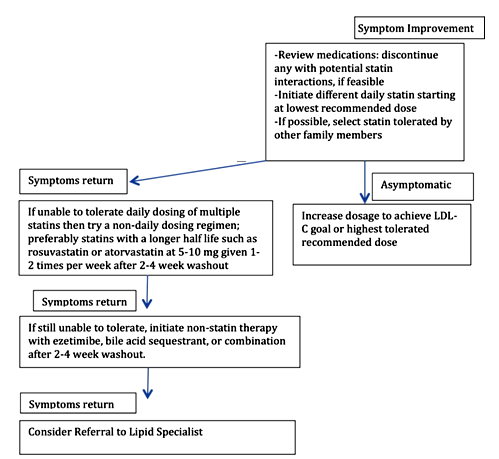 Symptom Improvement
-Review medications: discontinue
any with potential statin
interactions, if feasible
-Initiate different daily statin starting
at lowest recommended dose
-If possible, select statin tolerated by
other family members
Symptoms return
Asymptomatic
If unable to tolerate daily dosing of multiple
statins then try a non-daily dosing regimen;
preferably statins with a longer half life such as
rosuvastatin or atorvastatin at 5-10 mg given 1-
2 times per week after 2-4 week washout
Increase dosage to achieve LDL-
C goal or highest tolerated
recommended dose
Symptoms return
If still unable to tolerate, initiate non-statin therapy
with ezetimibe, bile acid sequestrant, or combination
after 2-4 week washout.
Symptoms return
Consider Referral to Lipid Specialist